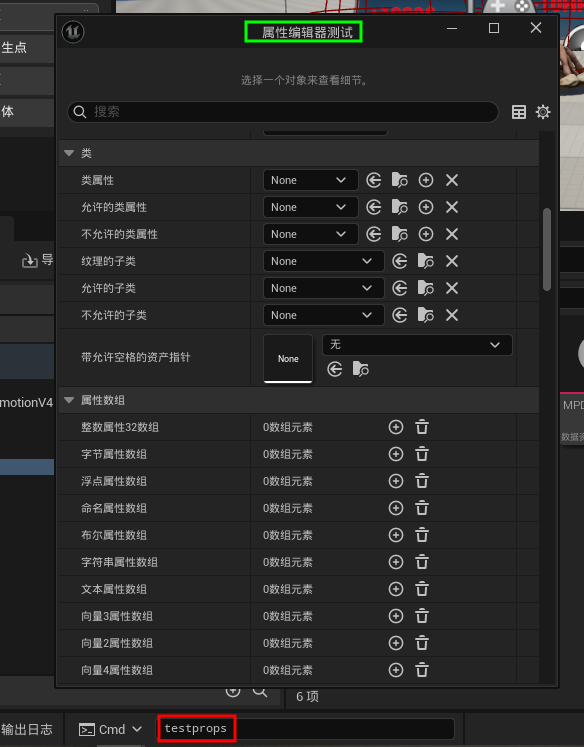 属性编辑器测试
生点
选择一个对象来查看细节。
体
搜索
类
类属性 None
允许的类属性 None
不允许的类属性 None
纹理的子类 None
导
允许的子类 None
不允许的子类 None
带允许空格的资产指针 None 无
属性数组
motionV4
MPD
整数属性32数组 0数组元素
数据资
字节属性数组 0数组元素
浮点属性数组 0数组元素
命名属性数组 0数组元素
布尔属性数组 0数组元素
字符串属性数组 0数组元素
文本属性数组 0数组元素
向量3属性数组 0数组元素
向量2属性数组 0数组元素
向量4属性数组 0数组元素
6 项
输出日志 Cmd testprops